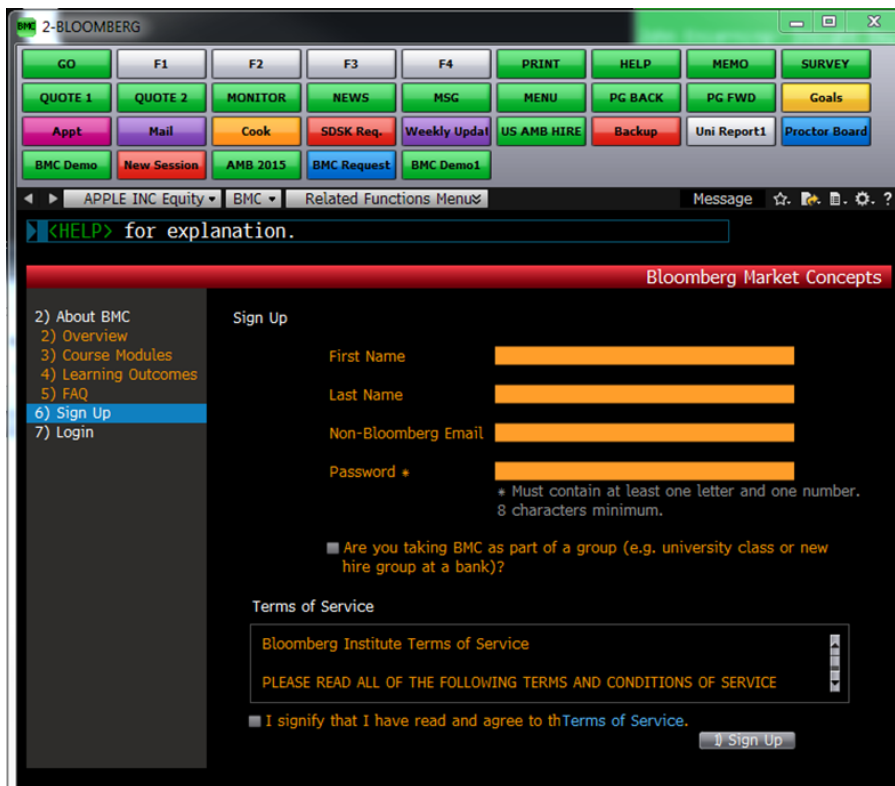 BMC 2-BLOOMBERG
GO F1 F2 F3 F4 PRINT HELP MEMO SURVEY
QUOTE 1 QUOTE 2 MONITOR NEWS MSG MENU PG BACK PG FWD Goals
Appt Mail Cook SDSK Req. Weekly Updat US AMB HIRE Backup Uni Report1 Proctor Board
BMC Demo New Session AMB 2015 BMC Request BMC Demo1
APPLE INC Equity BMC Related Functions Menu Message ?
<HELP> for explanation.
Bloomberg Market Concepts
2) About BMC
2) Overview
3) Course Modules
4) Learning Outcomes
5) FAQ
6) Sign Up
7) Login
Sign Up
First Name
Last Name
Non-Bloomberg Email
Password *
* Must contain at least one letter and one number.
8 characters minimum.
Are you taking BMC as part of a group (e.g. university class or new
hire group at a bank)?
Terms of Service
Bloomberg Institute Terms of Service
PLEASE READ ALL OF THE FOLLOWING TERMS AND CONDITIONS OF SERVICE
I signify that I have read and agree to thTerms of Service.
1) Sign Up